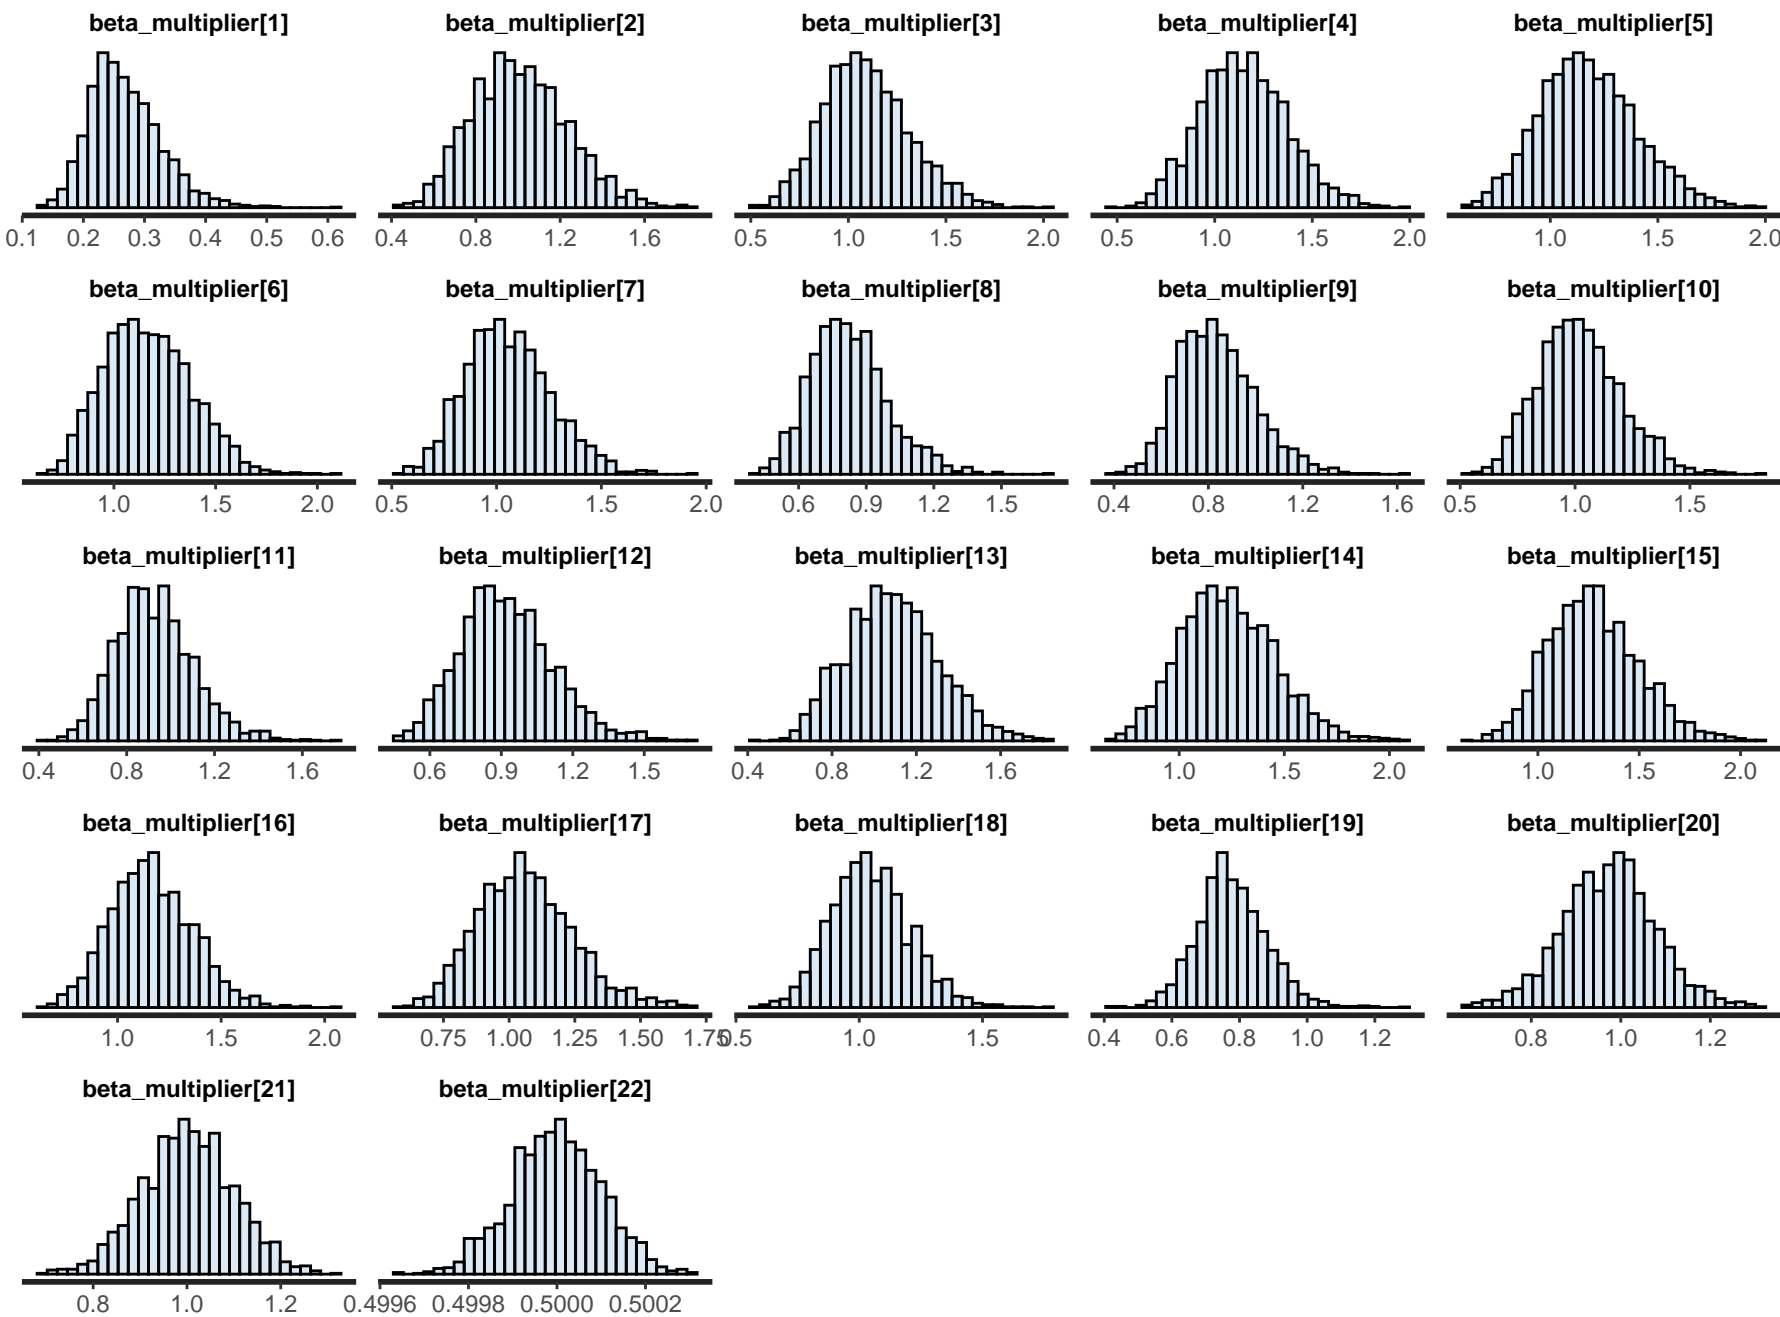 beta_multiplier[1] beta_multiplier[2] beta_multiplier[3] beta_multiplier[4] beta_multiplier[5]
0.1 0.2 0.3 0.4 0.5 0.6 0.4 0.8 1.2 1.6 0.5 1.0 1.5 2.0 0.5 1.0 1.5 2.0 1.0 1.5 2.0
beta_multiplier[6] beta_multiplier[7] beta_multiplier[8] beta_multiplier[9] beta_multiplier[10]
1.0 1.5 2.0 0.5 1.0 1.5 2.0 0.6 0.9 1.2 1.5 0.4 0.8 1.2 1.6 0.5 1.0 1.5
beta_multiplier[11] beta_multiplier[12] beta_multiplier[13] beta_multiplier[14] beta_multiplier[15]
0.4 0.8 1.2 1.6 0.6 0.9 1.2 1.5 0.4 0.8 1.2 1.6 1.0 1.5 2.0 1.0 1.5 2.0
beta_multiplier[16] beta_multiplier[17] beta_multiplier[18] beta_multiplier[19] beta_multiplier[20]
1.0 1.5 2.0 0.75 1.00 1.25 1.50 1.75 0.5 1.0 1.5 0.4 0.6 0.8 1.0 1.2 0.8 1.0 1.2
beta_multiplier[21] beta_multiplier[22]
0.8 1.0 1.2 0.4996 0.4998 0.5000 0.5002